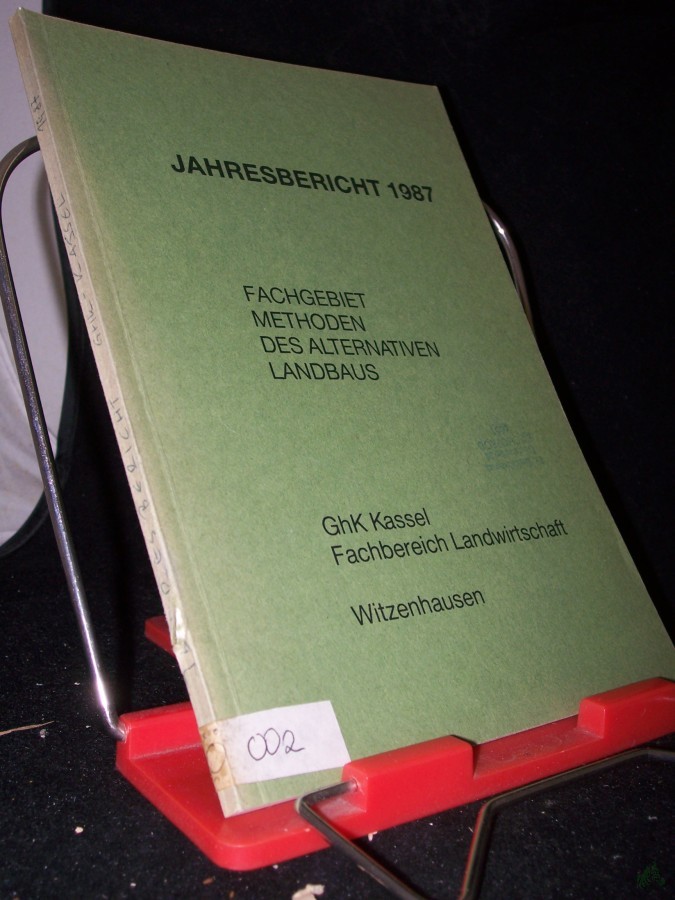 JAHRESBERICHT 1987
FACHGEBIET
METHODEN
DES ALTERNATIVEN
LANDBAUS
GhK Kassel
Fachbereich Landwirtschaft
Witzenhausen
002